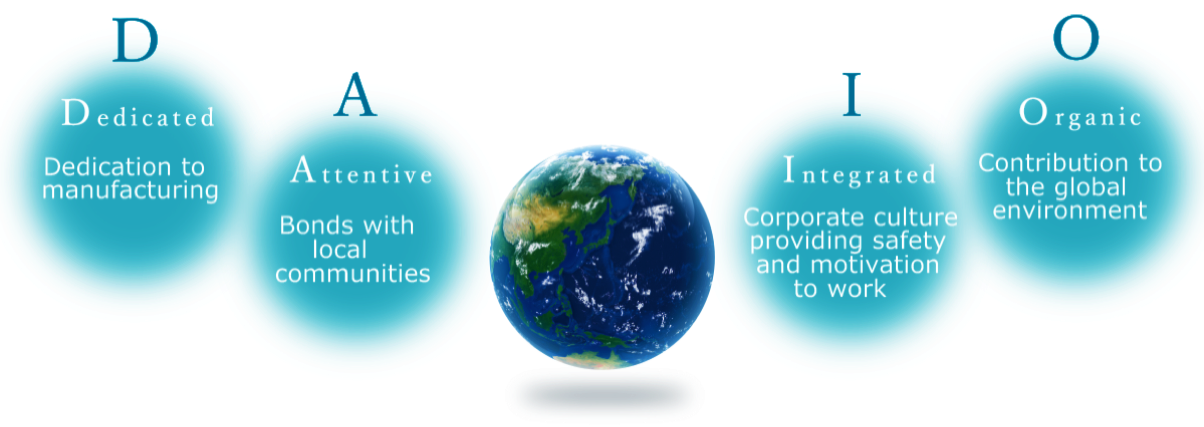 D
Dedicated
Dedication to
manufacturing
A
Attentive
Bonds with
local
communities
I
Integrated
Corporate culture
providing safety
and motivation
to work
O
Organic
Contribution to
the global
environment